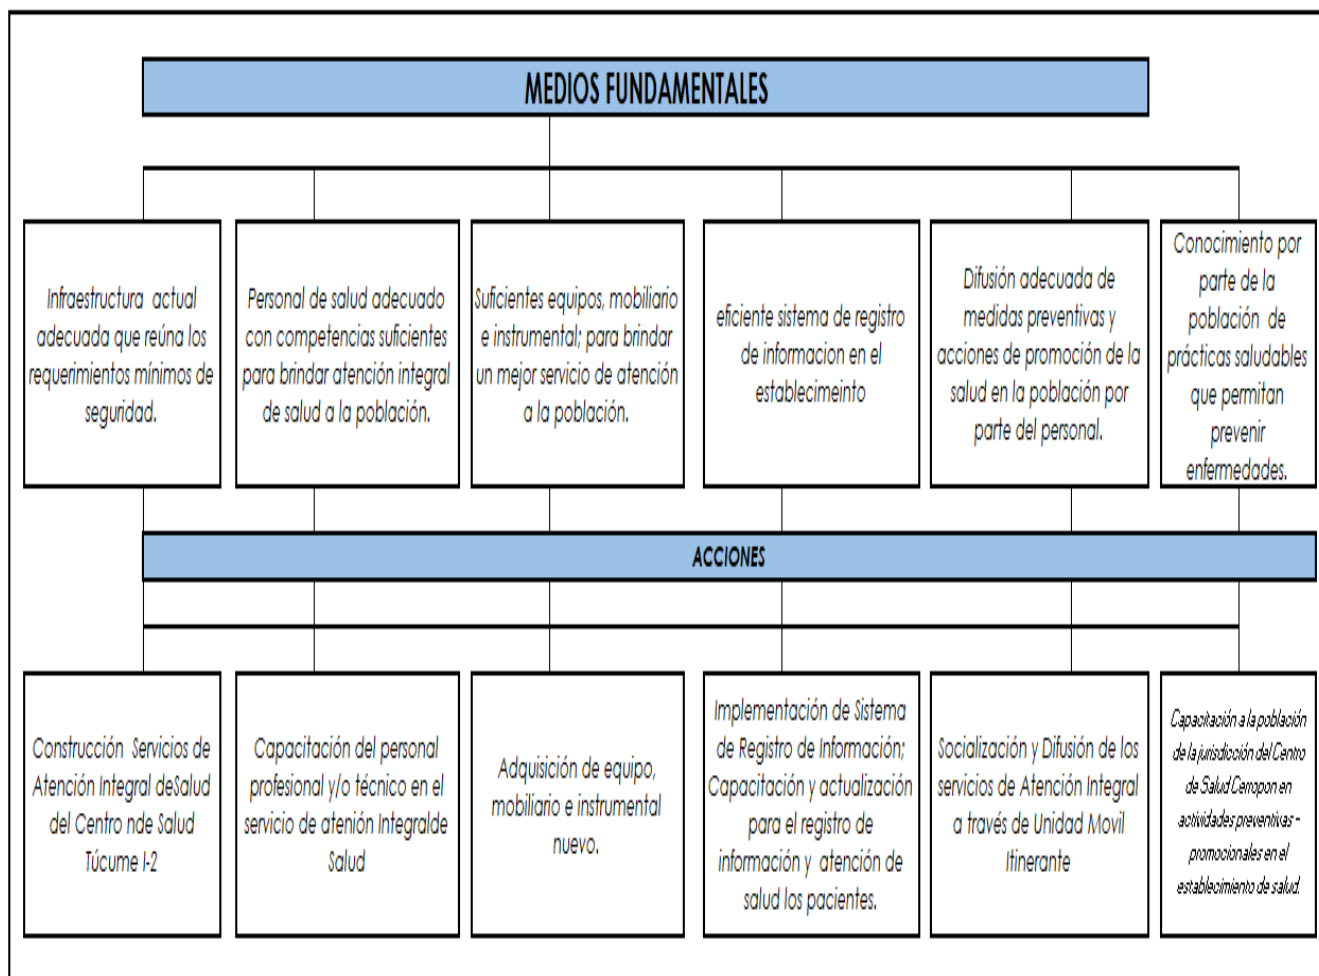 MEDIOS FUNDAMENTALES
Infraestructura actual
adecuada que reúna los
requerimientos mínimos de
seguridad.
Personal de salud adecuado
con competencias suficientes
para brindar atención integral
de salud a la población.
Suficientes equipos, mobiliario
e instrumental; para brindar
un mejor servicio de atención
a la población.
eficiente sistema de registro
de informacion en el
establecimeinto
Difusión adecuada de
medidas preventivas y
acciones de promoción de la
salud en la población por
parte del personal.
Conocimiento por
parte de la
población de
prácticas saludables
que permitan
prevenir
enfermedades.
ACCIONES
Construcción Servicios de
Atención Integral deSalud
del Centro nde Salud
Túcume I-2
Capacitación del personal
profesional y/o técnico en el
servicio de atenión Integralde
Salud
Adquisición de equipo,
mobiliario e instrumental
nuevo.
Implementación de Sistema
de Registro de Información;
Capacitación y actualización
para el registro de
información y atención de
salud los pacientes.
Socialización y Difusión de los
servicios de Atención Integral
a través de Unidad Movil
Itinerante
Capacitación a la población
de la jurisdicción del Centro
de Salud Cerropon en
actividades preventivas -
promocionales en el
establecimiento de salud.